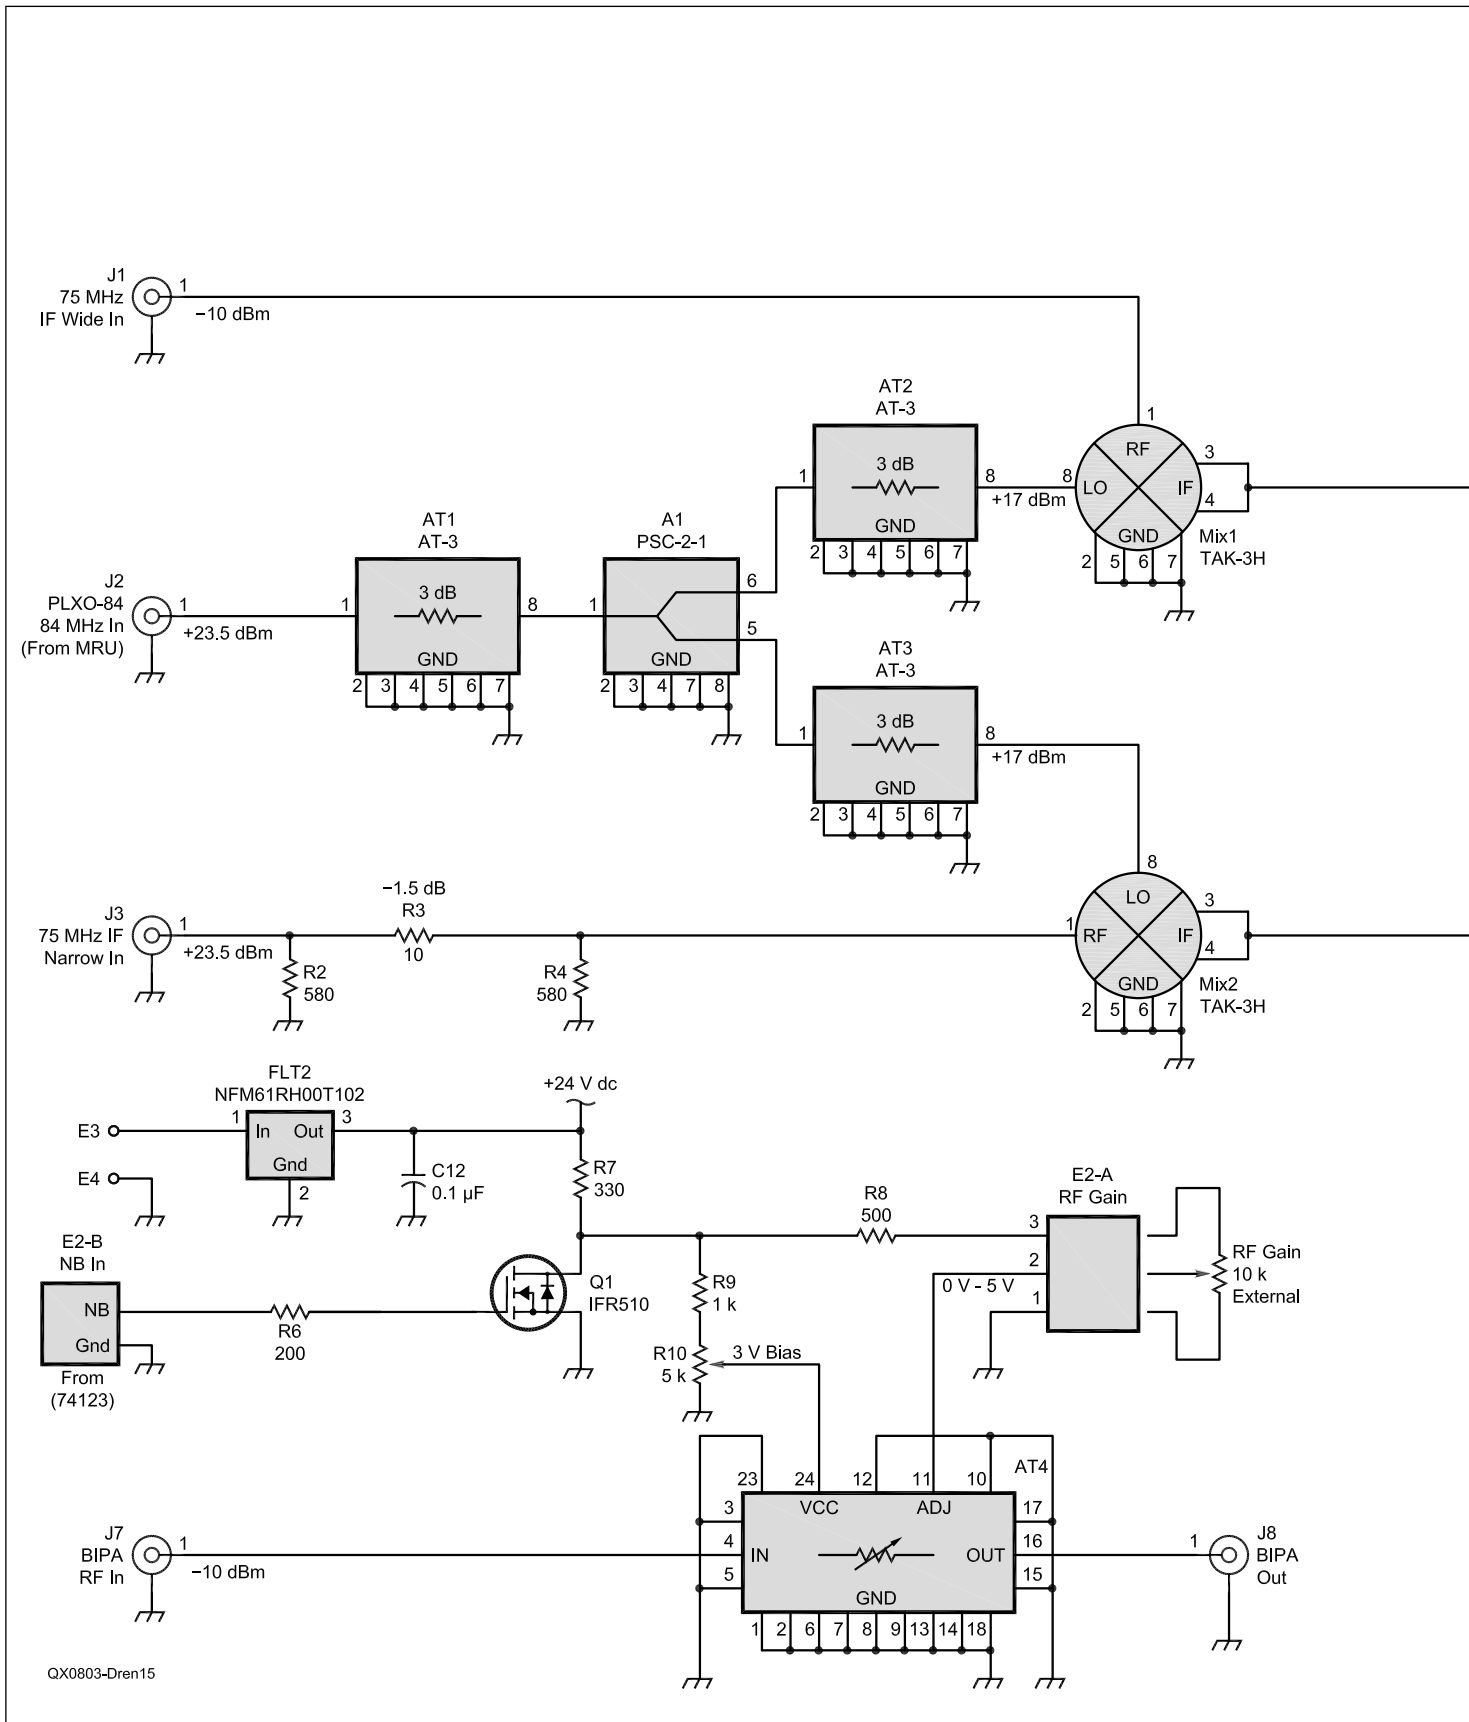 J1
75 MHz
IF Wide In
1
−10 dBm
AT2
AT-3
3 dB
1
8
GND
2 3 4 5 6 7
+17 dBm
1
RF
8
LO
IF
3
4
GND
2 5 6 7
Mix1
TAK-3H
J2
PLXO-84
84 MHz In
(From MRU)
1
+23.5 dBm
AT1
AT-3
1
3 dB
8
GND
2 3 4 5 6 7
A1
PSC-2-1
1
6
5
GND
2 3 4 7 8
AT3
AT-3
1
3 dB
8
+17 dBm
GND
2 3 4 5 6 7
J3
75 MHz IF
Narrow In
1
+23.5 dBm
−1.5 dB
R3
10
R2
580
R4
580
8
LO
1
RF
IF
3
4
GND
2 5 6 7
Mix2
TAK-3H
FLT2
NFM61RH00T102
1
In
Out
3
Gnd
2
E3
E4
+24 V dc
C12
0.1 µF
R7
330
R8
500
E2-A
RF Gain
3
2
1
0 V - 5 V
RF Gain
10 k
External
E2-B
NB In
NB
Gnd
From
(74123)
R6
200
Q1
IFR510
R9
1 k
R10
5 k
3 V Bias
AT4
23 24 12 11 10
VCC
ADJ
3
4
5
IN
OUT
17
16
15
GND
1 2 6 7 8 9 13 14 18
J7
BIPA
RF In
1
−10 dBm
1
J8
BIPA
Out
QX0803-Dren15